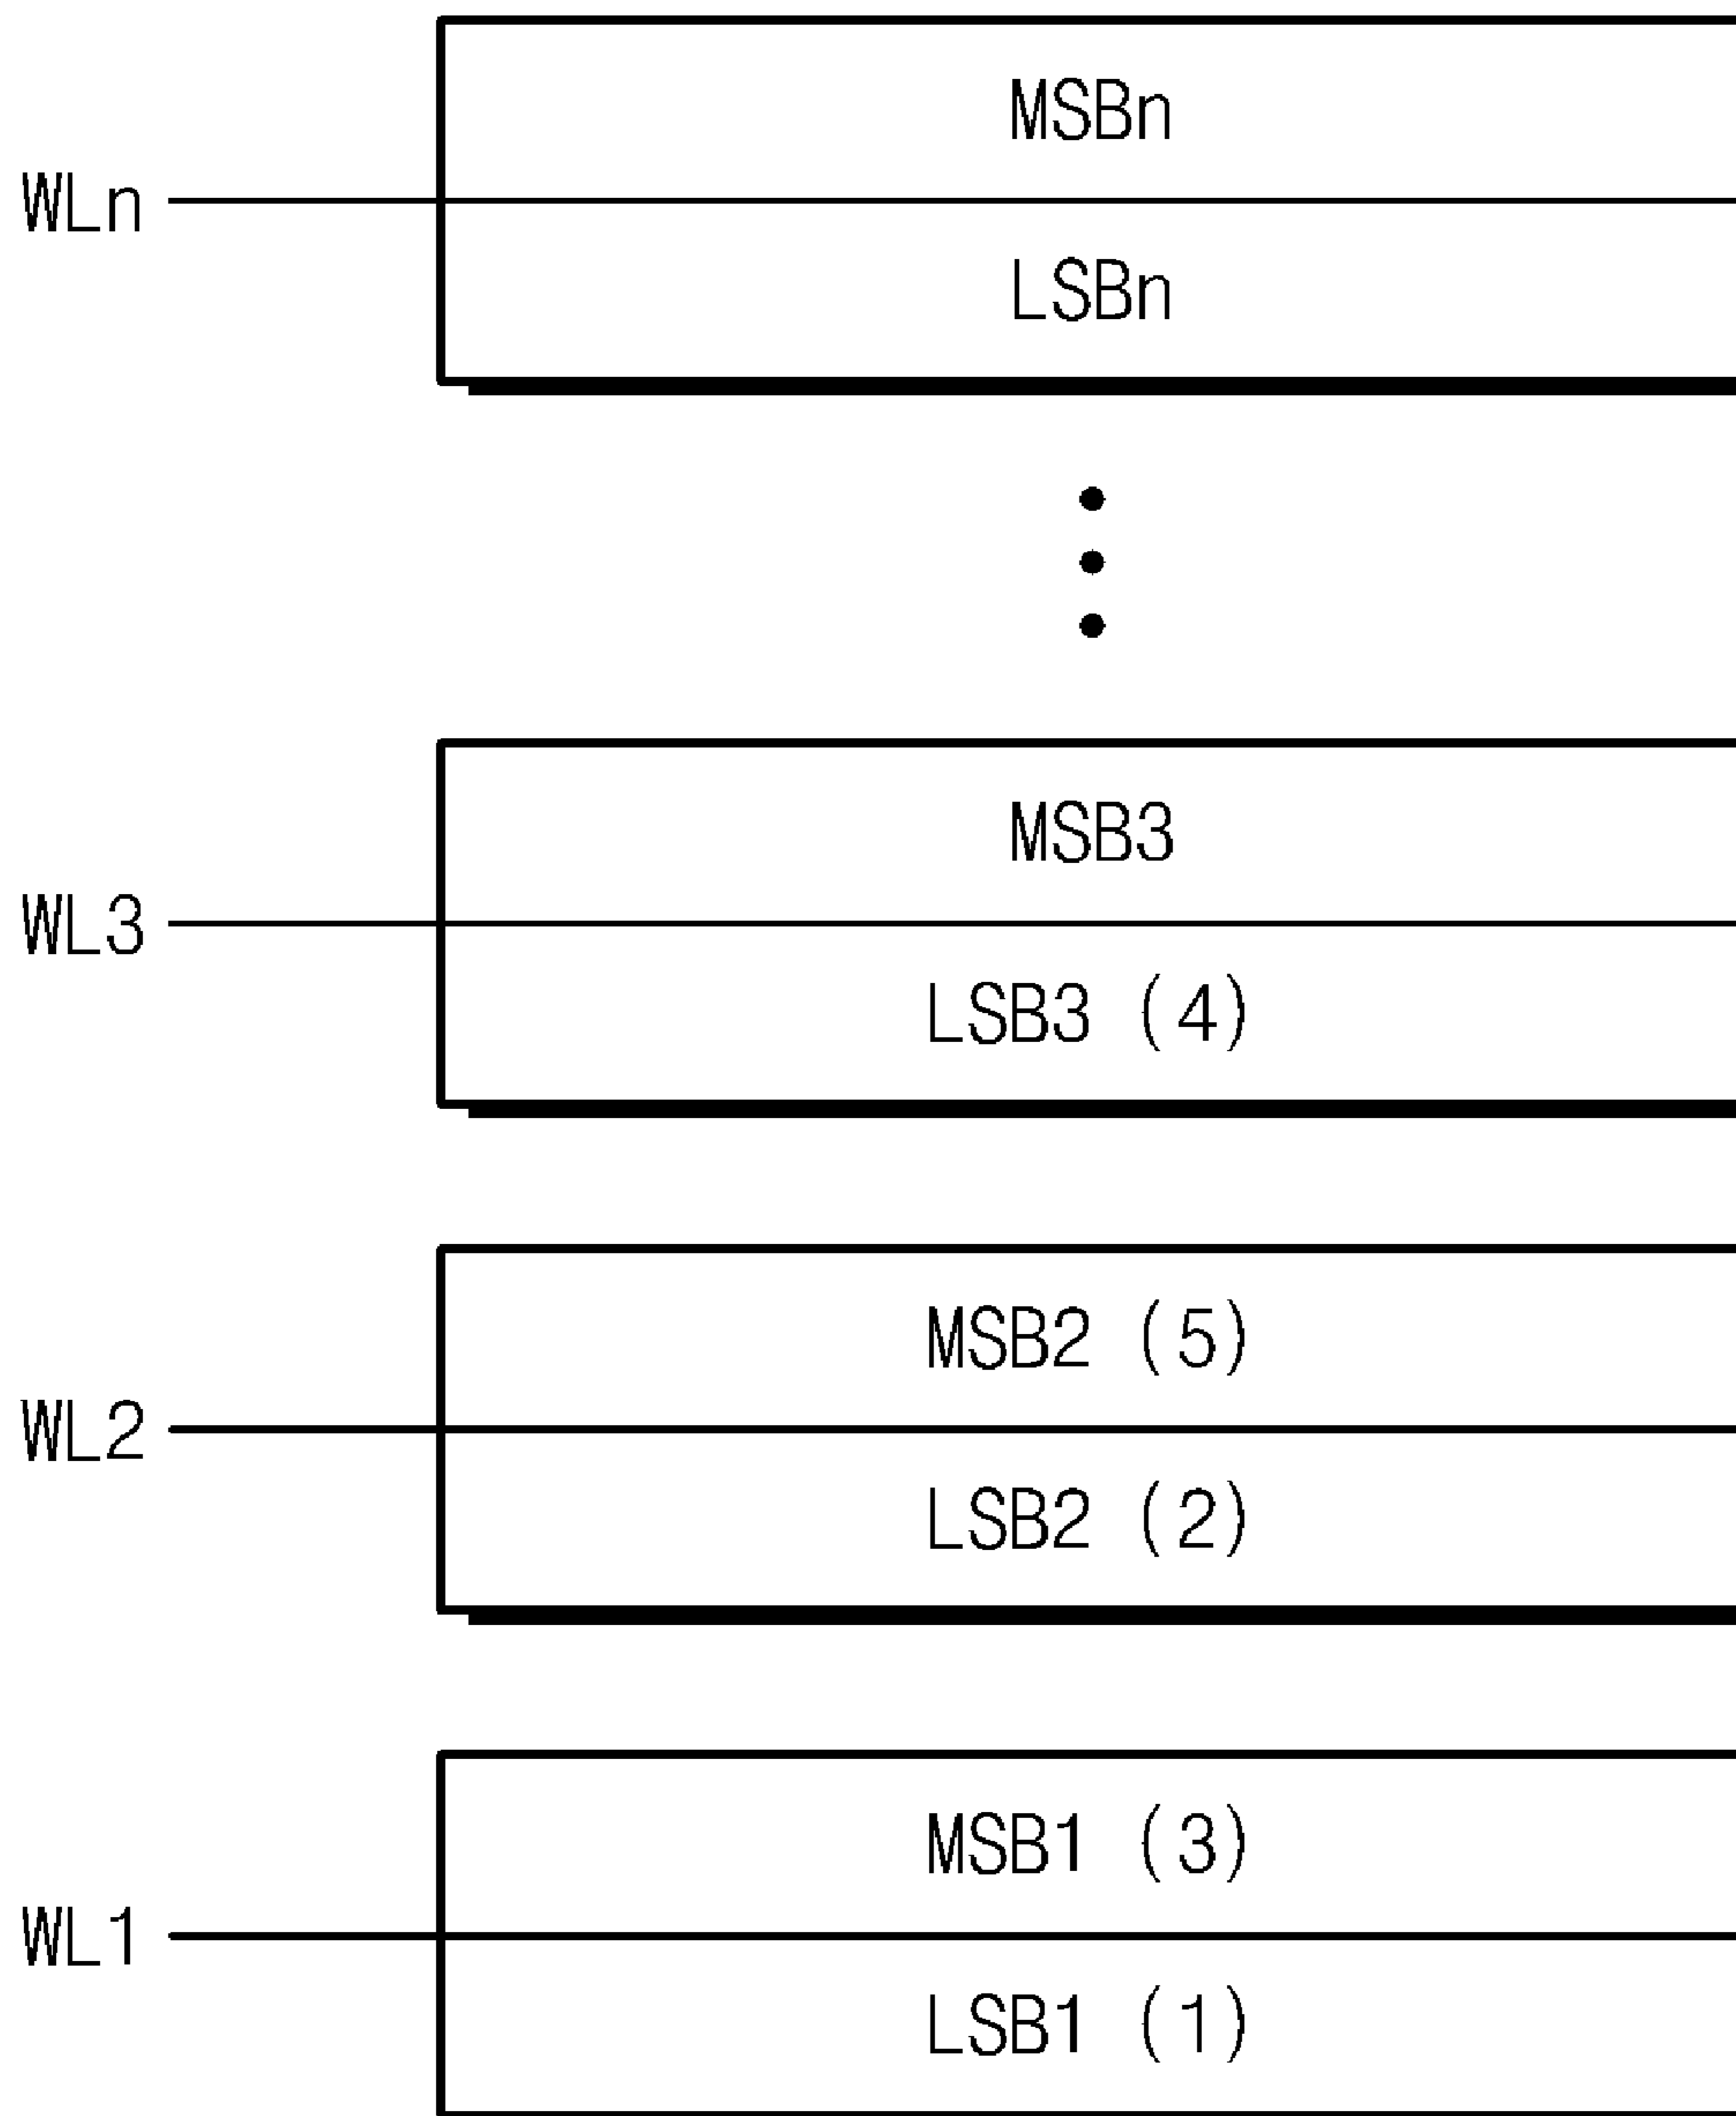 MSBn
WLn
LSBn
MSB3
WL3
LSB3 (4)
MSB2 (5)
WL2
LSB2 (2)
MSB1 (3)
WL1
LSB1 (1)